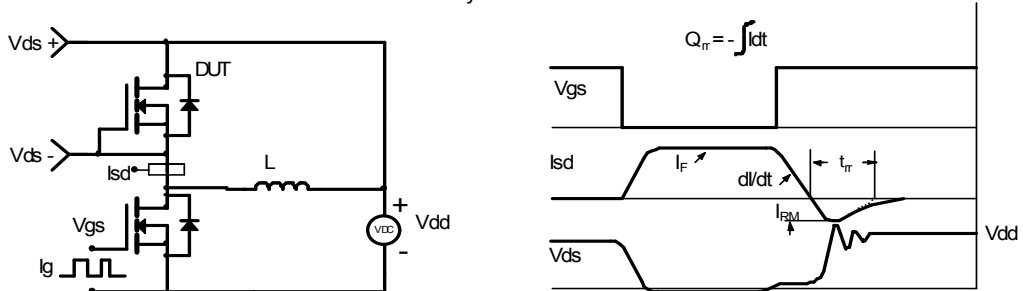 Vds +
DUT
Vds -
Isd
L
Vgs
Ig
+
VDC
-
Vdd
Qrr = - ∫ Idt
Vgs
Isd
IF
dI/dt
trr
IRM
Vds
Vdd